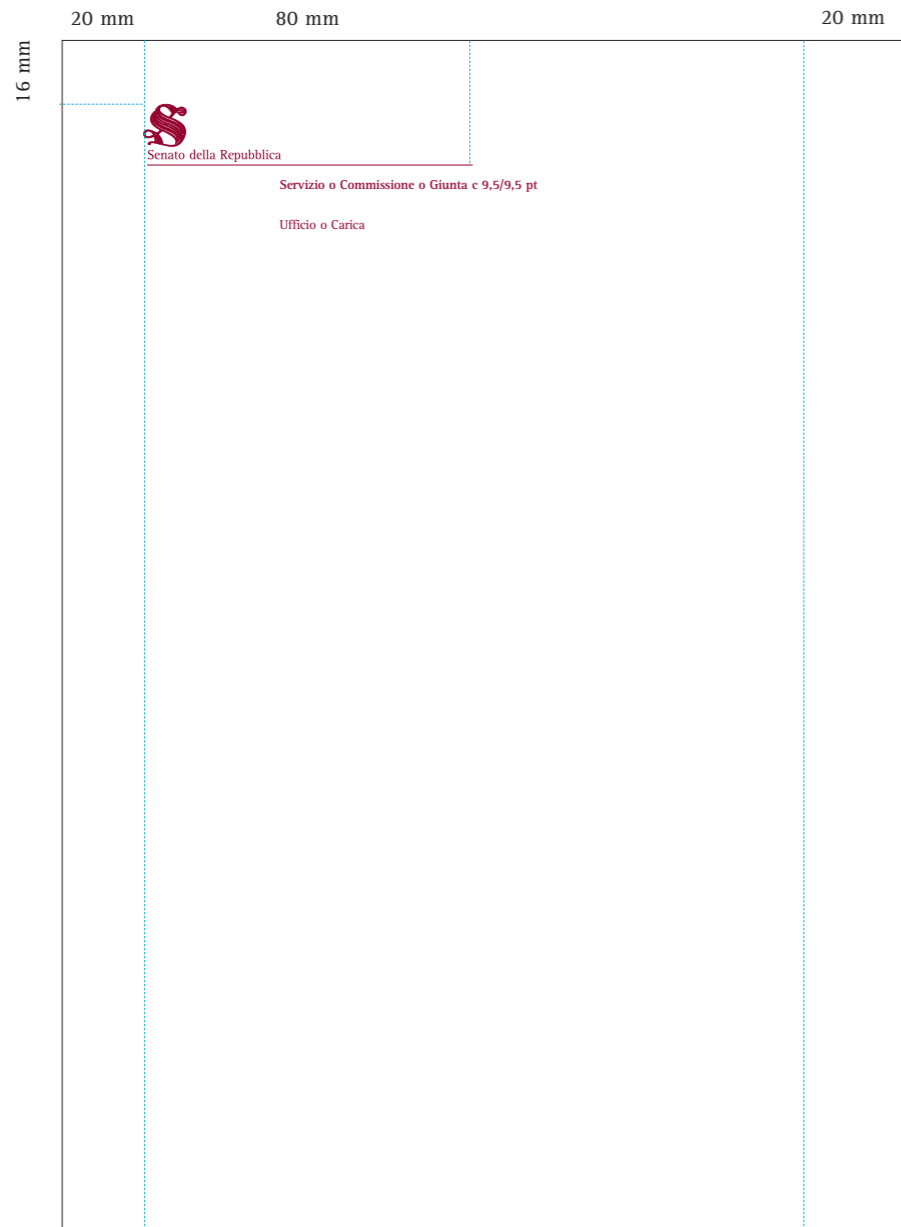 20 mm
80 mm
20 mm
16 mm
S
Senato della Repubblica
Servizio o Commissione o Giunta c 9,5/9,5 pt
Ufficio o Carica